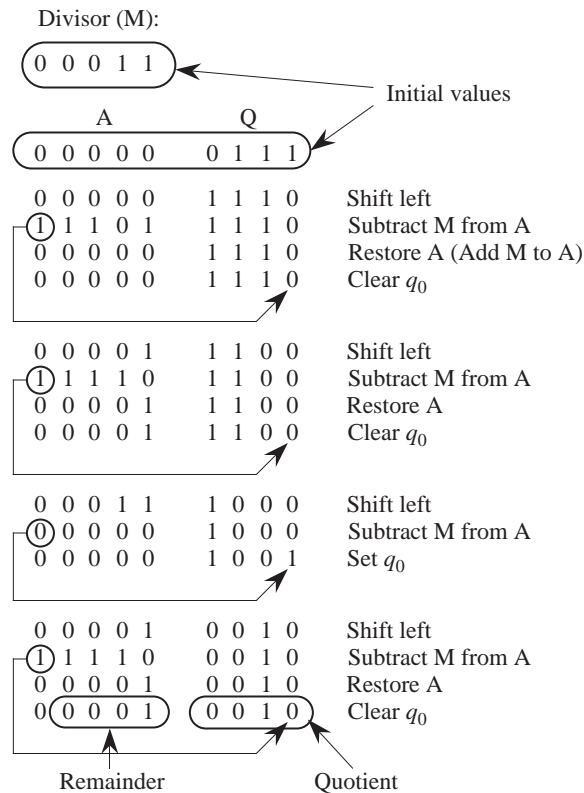 Divisor (M):
0 0 0 1 1
Initial values
A Q
0 0 0 0 0 0 1 1 1
0 0 0 0 0 1 1 1 0 Shift left
1 1 1 0 1 1 1 1 0 Subtract M from A
0 0 0 0 0 1 1 1 0 Restore A (Add M to A)
0 0 0 0 0 1 1 1 0 Clear q0
0 0 0 0 1 1 1 0 0 Shift left
1 1 1 1 0 1 1 0 0 Subtract M from A
0 0 0 0 1 1 1 0 0 Restore A
0 0 0 0 1 1 1 0 0 Clear q0
0 0 0 1 1 1 0 0 0 Shift left
0 0 0 0 0 1 0 0 0 Subtract M from A
0 0 0 0 0 1 0 0 1 Set q0
0 0 0 0 1 0 0 1 0 Shift left
1 1 1 1 0 0 0 1 0 Subtract M from A
0 0 0 0 1 0 0 1 0 Restore A
0 0 0 0 1 0 0 1 0 Clear q0
Remainder Quotient